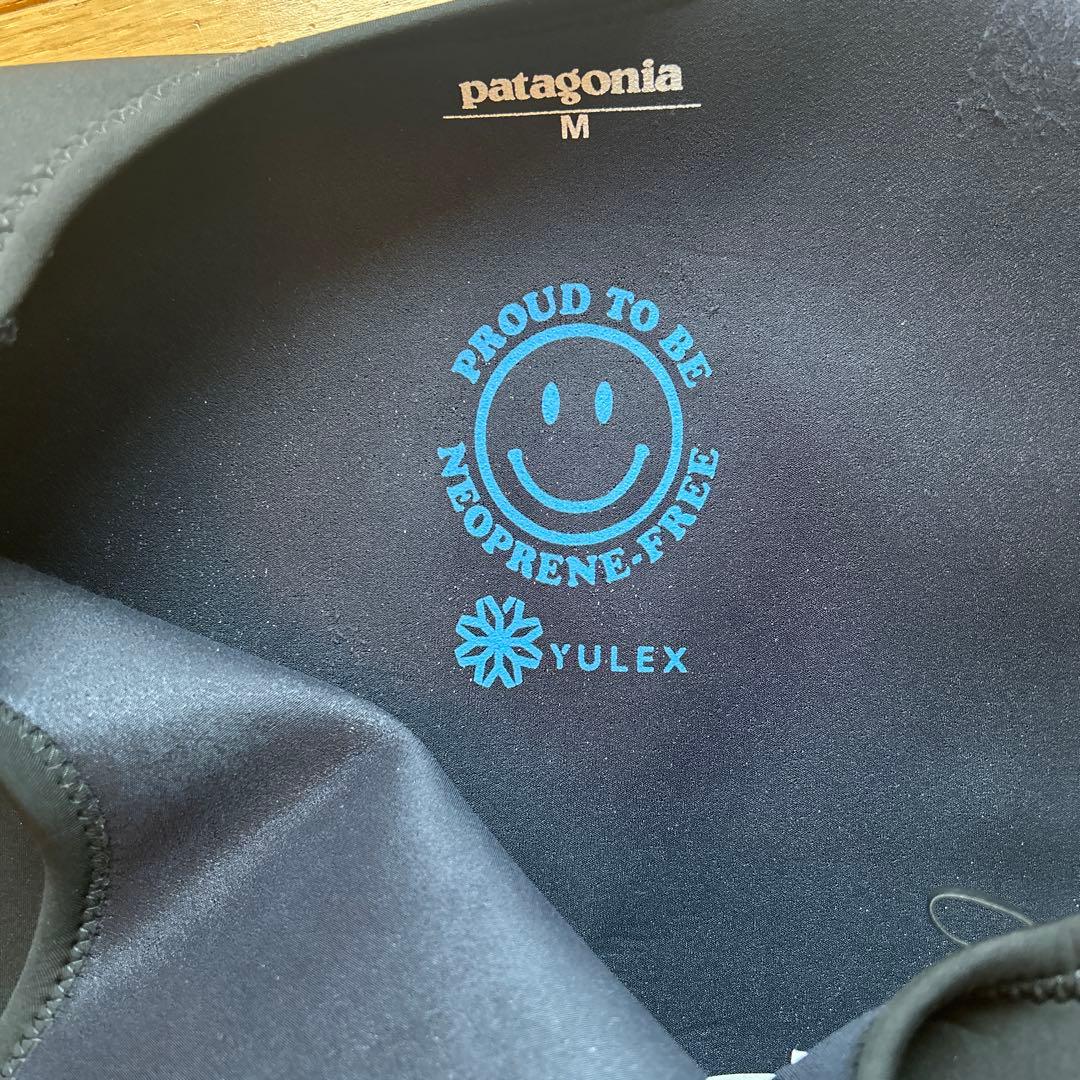 patagonia
M
PROUD TO BE
NEOPRENE-FREE
YULEX